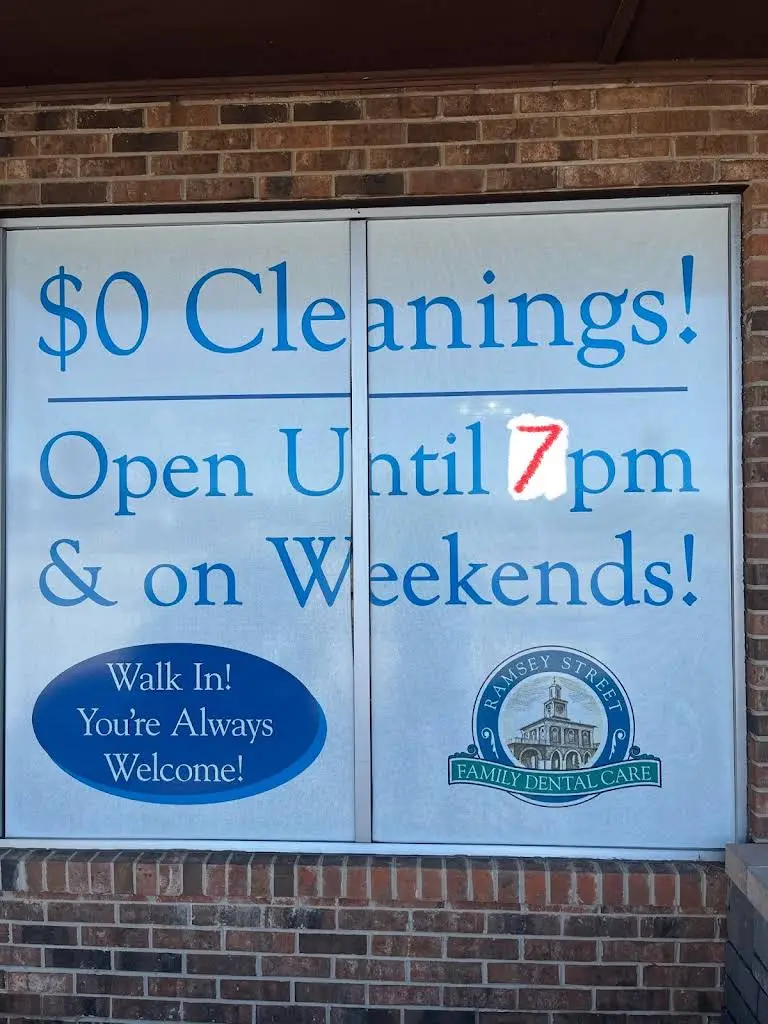 $0 Cleanings!
Open Until 7pm
& on Weekends!
Walk In!
You're Always
Welcome!
RAMSEY STREET
FAMILY DENTAL CARE